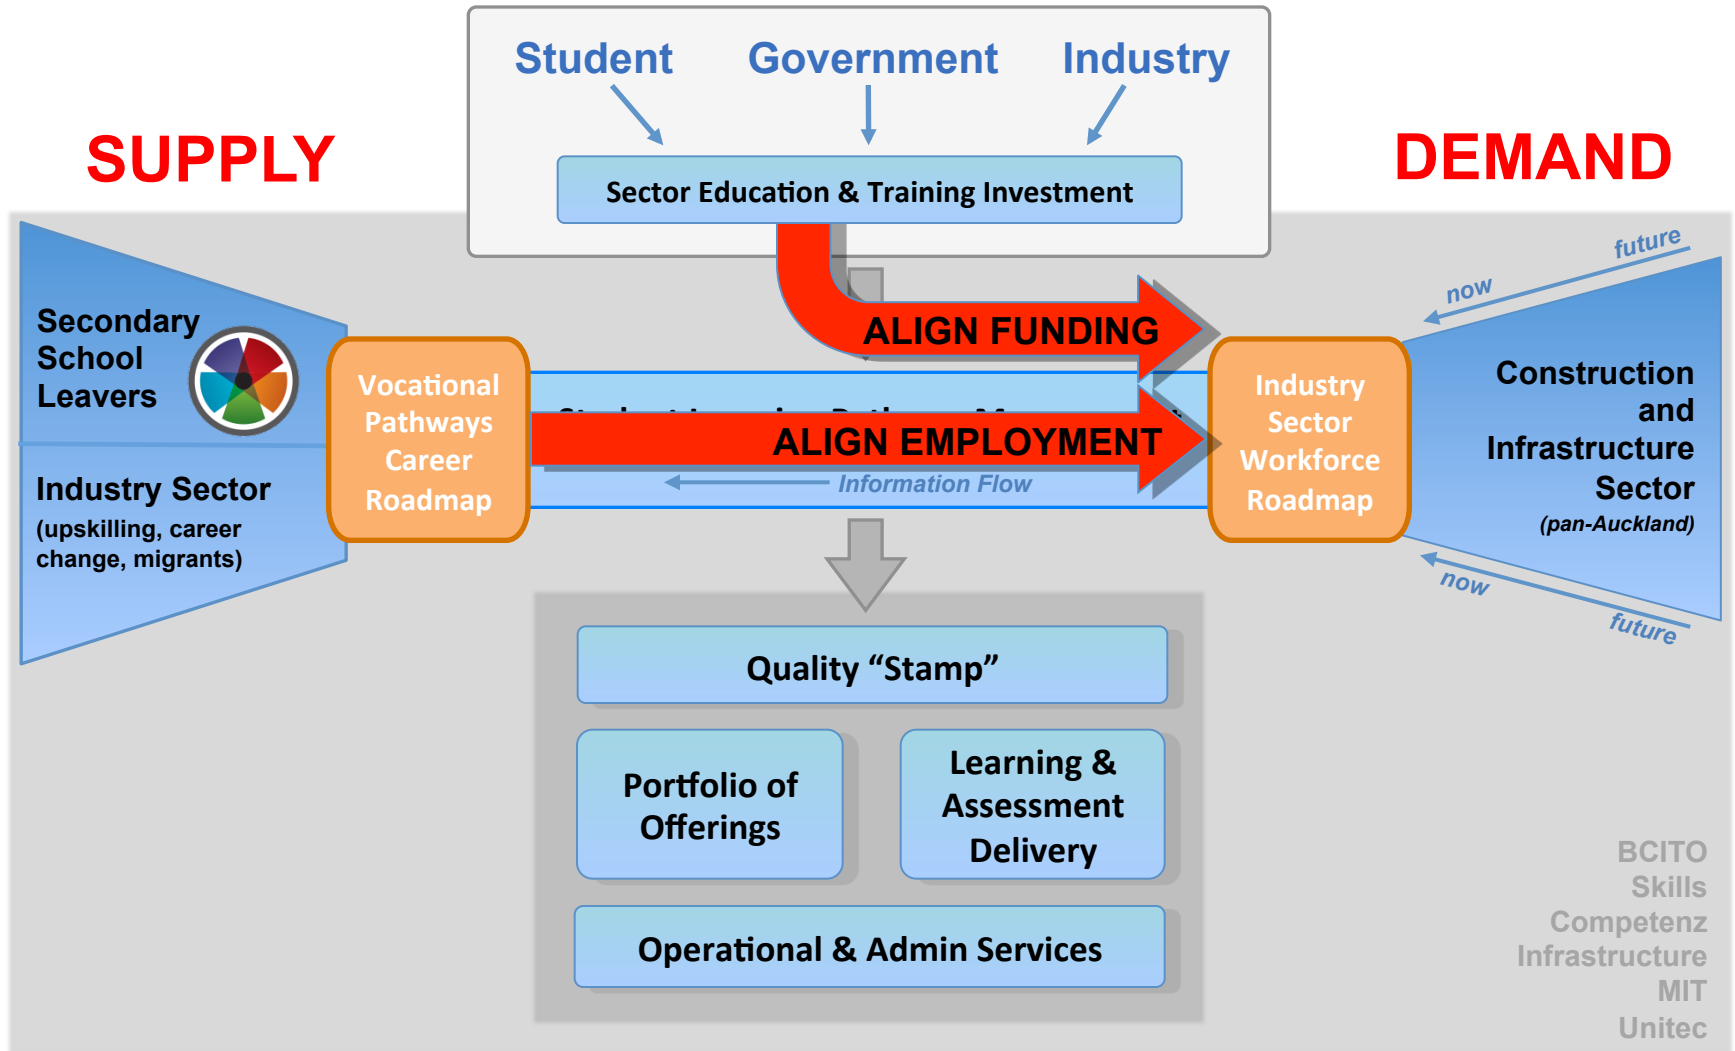 Student
Government
Industry
SUPPLY
DEMAND
Sector Education & Training Investment
future
now
ALIGN FUNDING
Secondary
School
Leavers
Vocational
Pathways
Career
Roadmap
ALIGN EMPLOYMENT
Information Flow
Industry
Sector
Workforce
Roadmap
Construction
and
Infrastructure
Sector
(pan-Auckland)
Industry Sector
(upskilling, career
change, migrants)
now
future
Quality “Stamp”
Portfolio of
Offerings
Learning &
Assessment
Delivery
Operational & Admin Services
BCITO
Skills
Competenz
Infrastructure
MIT
Unitec